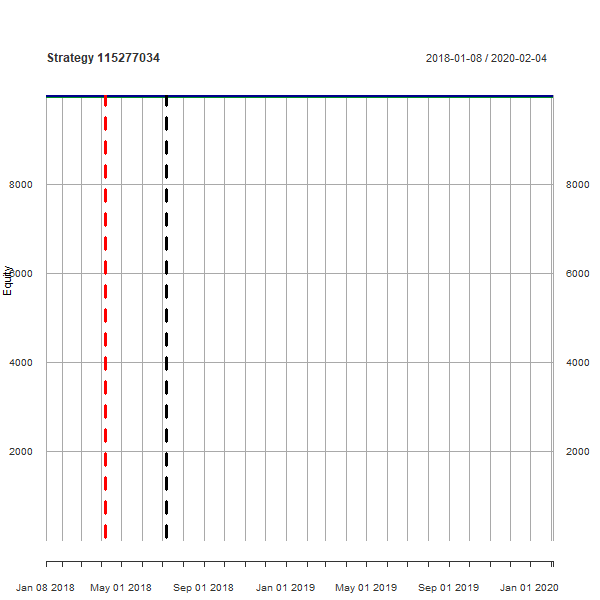 Strategy 115277034
2018-01-08 / 2020-02-04
8000
8000
Equity
6000
6000
4000
4000
2000
2000
Jan 08 2018
May 01 2018
Sep 01 2018
Jan 01 2019
May 01 2019
Sep 01 2019
Jan 01 2020